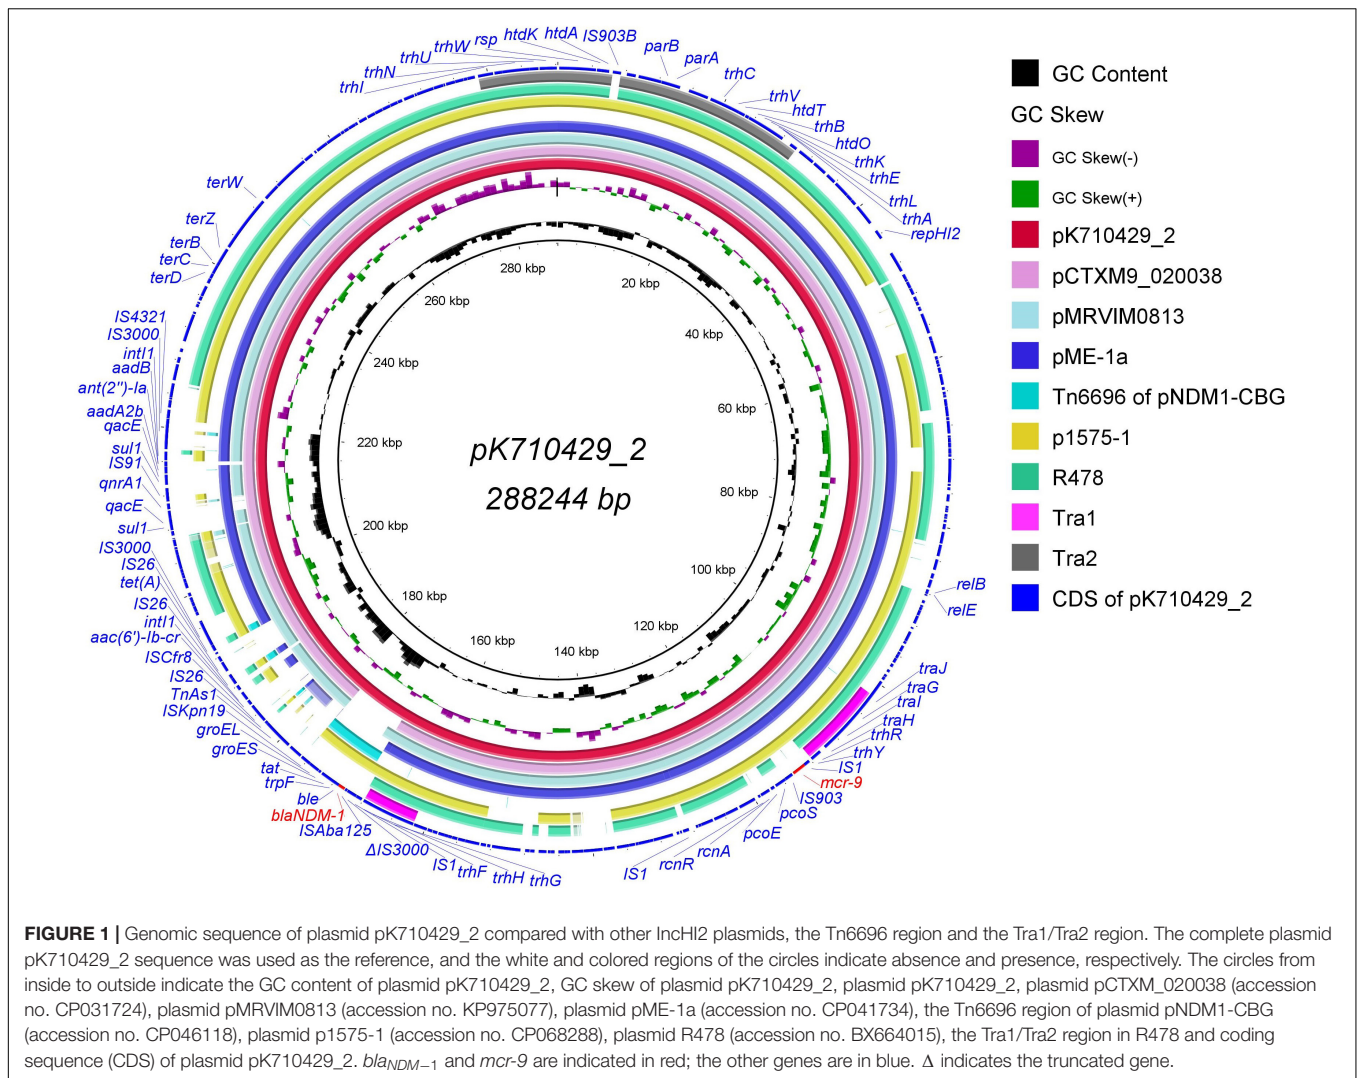 htdK
htdA
IS903B
rsp
trhW
trhU
trhN
trhI
parB
parA
trhC
trhV
htdT
trhB
htdO
trhK
trhE
trhL
trhA
repHI2
relB
relE
traJ
traG
traI
traH
trhR
trhY
IS1
mcr-9
IS903
pcoS
pcoE
rcnA
rcnR
IS1
trhG
trhH
trhF
IS1
ΔIS3000
ISAba125
blaNDM-1
ble
trpF
tat
groES
groEL
ISKpn19
TnAs1
IS26
ISCfr8
aac(6')-Ib-cr
intI1
IS26
tet(A)
IS26
IS3000
sul1
qacE
qnrA1
IS91
sul1
qacE
aadA2b
ant(2'')-Ia
aadB
intI1
IS3000
IS4321
terD
terC
terB
terZ
terW
20 kbp
40 kbp
60 kbp
80 kbp
100 kbp
120 kbp
140 kbp
160 kbp
180 kbp
200 kbp
220 kbp
240 kbp
260 kbp
280 kbp
pK710429_2
288244 bp
GC Content
GC Skew
GC Skew(-)
GC Skew(+)
pK710429_2
pCTXM9_020038
pMRVIM0813
pME-1a
Tn6696 of pNDM1-CBG
p1575-1
R478
Tra1
Tra2
CDS of pK710429_2
FIGURE 1 | Genomic sequence of plasmid pK710429_2 compared with other IncHI2 plasmids, the Tn6696 region and the Tra1/Tra2 region. The complete plasmid
pK710429_2 sequence was used as the reference, and the white and colored regions of the circles indicate absence and presence, respectively. The circles from
inside to outside indicate the GC content of plasmid pK710429_2, GC skew of plasmid pK710429_2, plasmid pK710429_2, plasmid pCTXM_020038 (accession
no. CP031724), plasmid pMRVIM0813 (accession no. KP975077), plasmid pME-1a (accession no. CP041734), the Tn6696 region of plasmid pNDM1-CBG
(accession no. CP046118), plasmid p1575-1 (accession no. CP068288), plasmid R478 (accession no. BX664015), the Tra1/Tra2 region in R478 and coding
sequence (CDS) of plasmid pK710429_2. blaNDM−1 and mcr-9 are indicated in red; the other genes are in blue. Δ indicates the truncated gene.